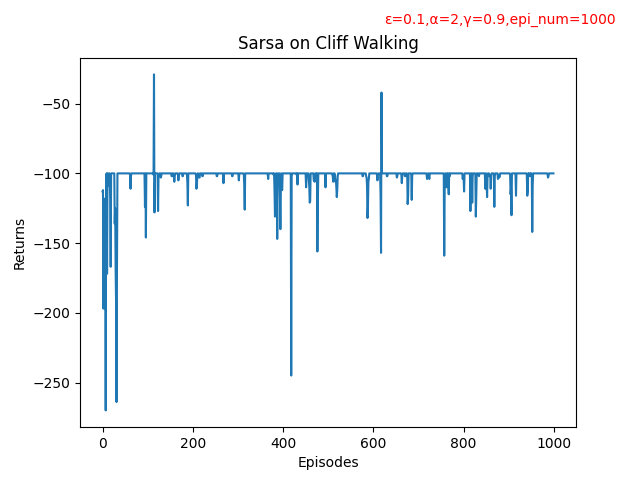 ε=0.1,α=2,γ=0.9,epi_num=1000
Sarsa on Cliff Walking
Returns
−50
−100
−150
−200
−250
0 200 400 600 800 1000
Episodes